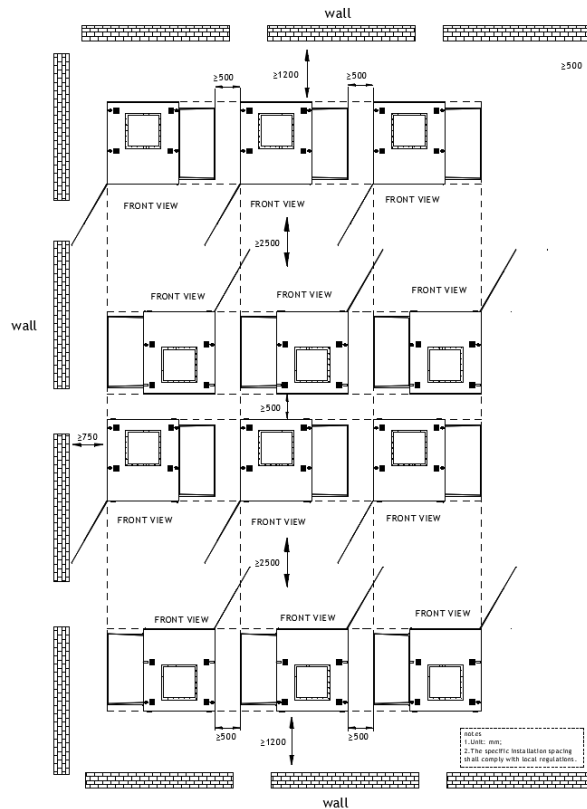 wall
≥500
≥500
≥1200
≥500
FRONT VIEW
FRONT VIEW
FRONT VIEW
≥2500
FRONT VIEW
FRONT VIEW
FRONT VIEW
wall
≥500
≥750
FRONT VIEW
FRONT VIEW
FRONT VIEW
≥2500
FRONT VIEW
FRONT VIEW
FRONT VIEW
≥500
≥1200
≥500
notes
1.Unit: mm;
2.The specific installation spacing
shall comply with local regulations.
wall